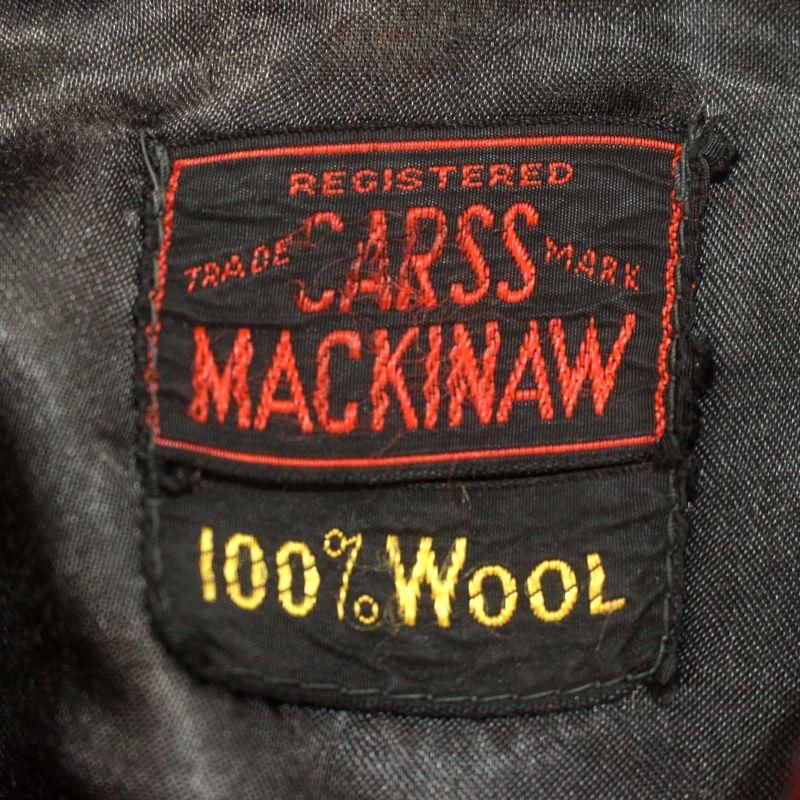 REGISTERED
TRADE CARSS MARK
MACKINAW
100% WOOL